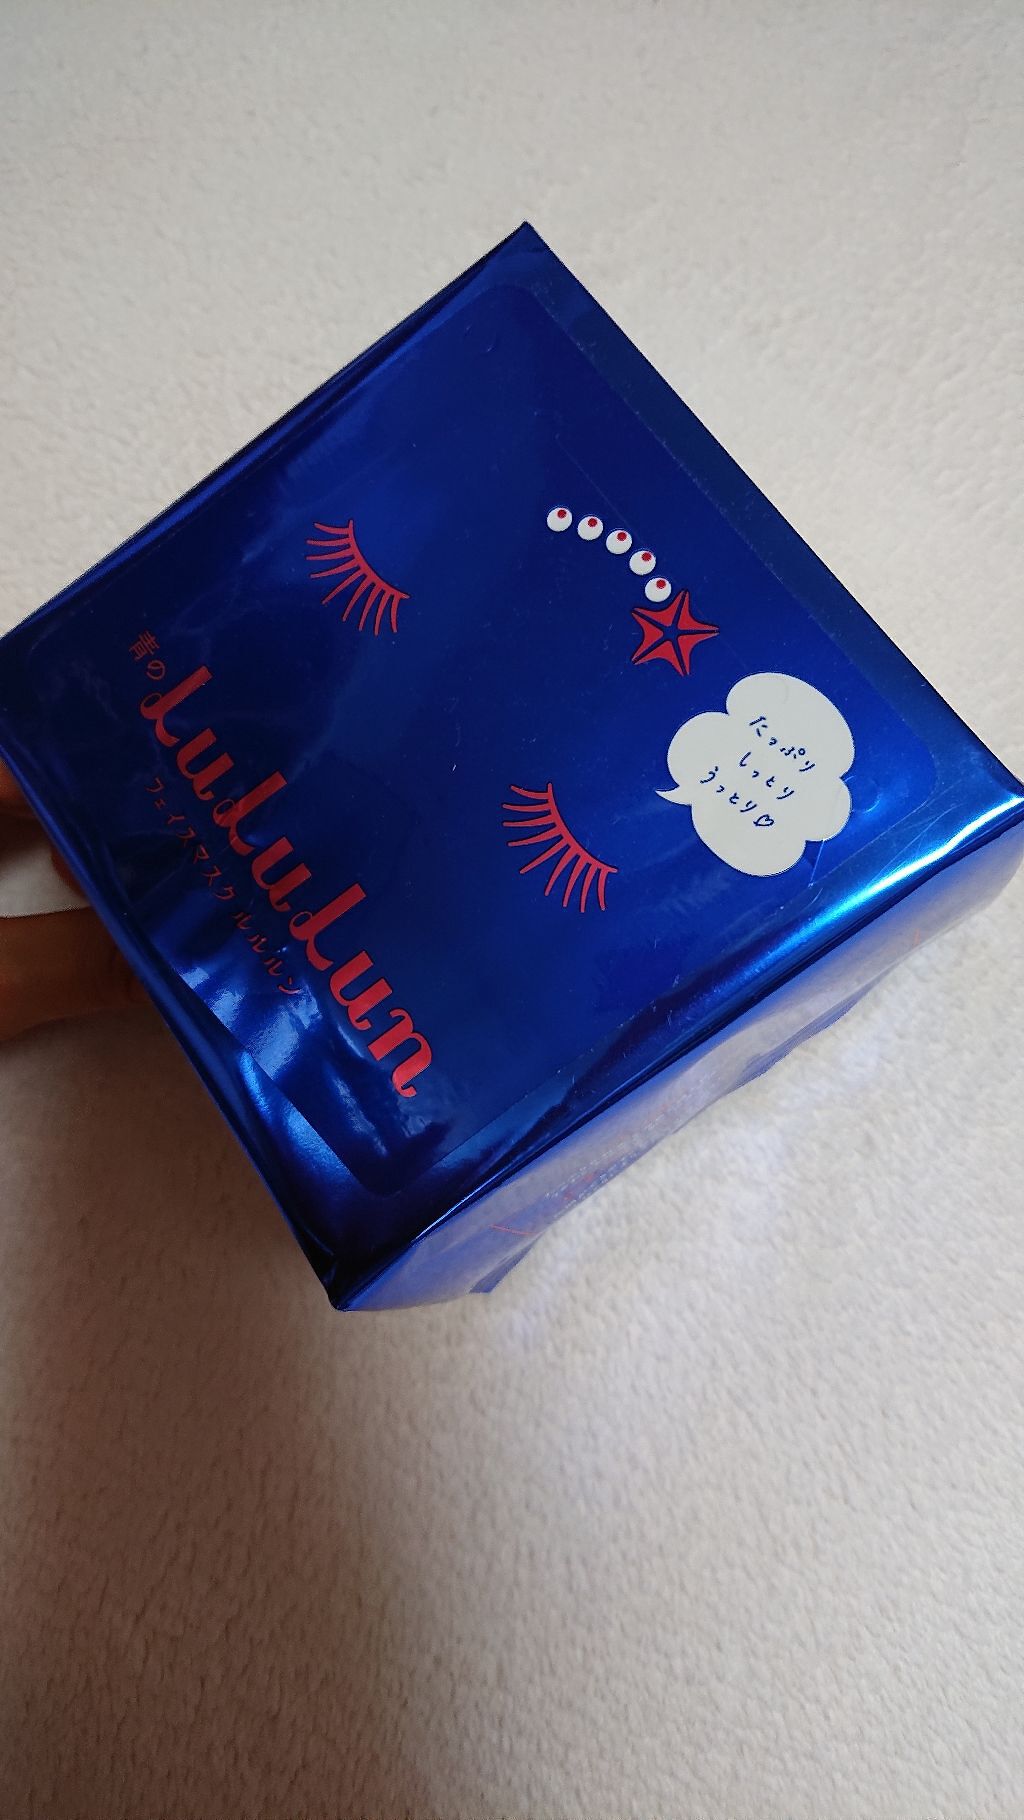 たっぷり
しっとり
うっとり♡
青の
LuLuLun
フェイスマスク ルルルン